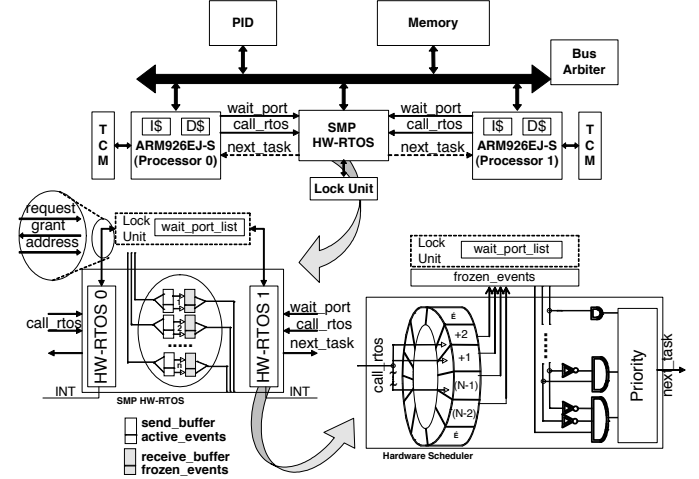 PID
Memory
Bus
Arbiter
T
C
M
I$ D$
ARM926EJ-S
(Processor 0)
wait_port
call_rtos
next_task
SMP
HW-RTOS
wait_port
call_rtos
next_task
I$ D$
ARM926EJ-S
(Processor 1)
T
C
M
Lock Unit
request
grant
address
Lock
Unit
wait_port_list
HW-RTOS 0
call_rtos
INT
1
2
......
n
HW-RTOS 1
wait_port
call_rtos
next_task
INT
SMP HW-RTOS
send_buffer
active_events
receive_buffer
frozen_events
Lock
Unit
wait_port_list
frozen_events
call_rtos
É
+2
+1
(N-1)
(N-2)
É
Priority
next_task
Hardware Scheduler